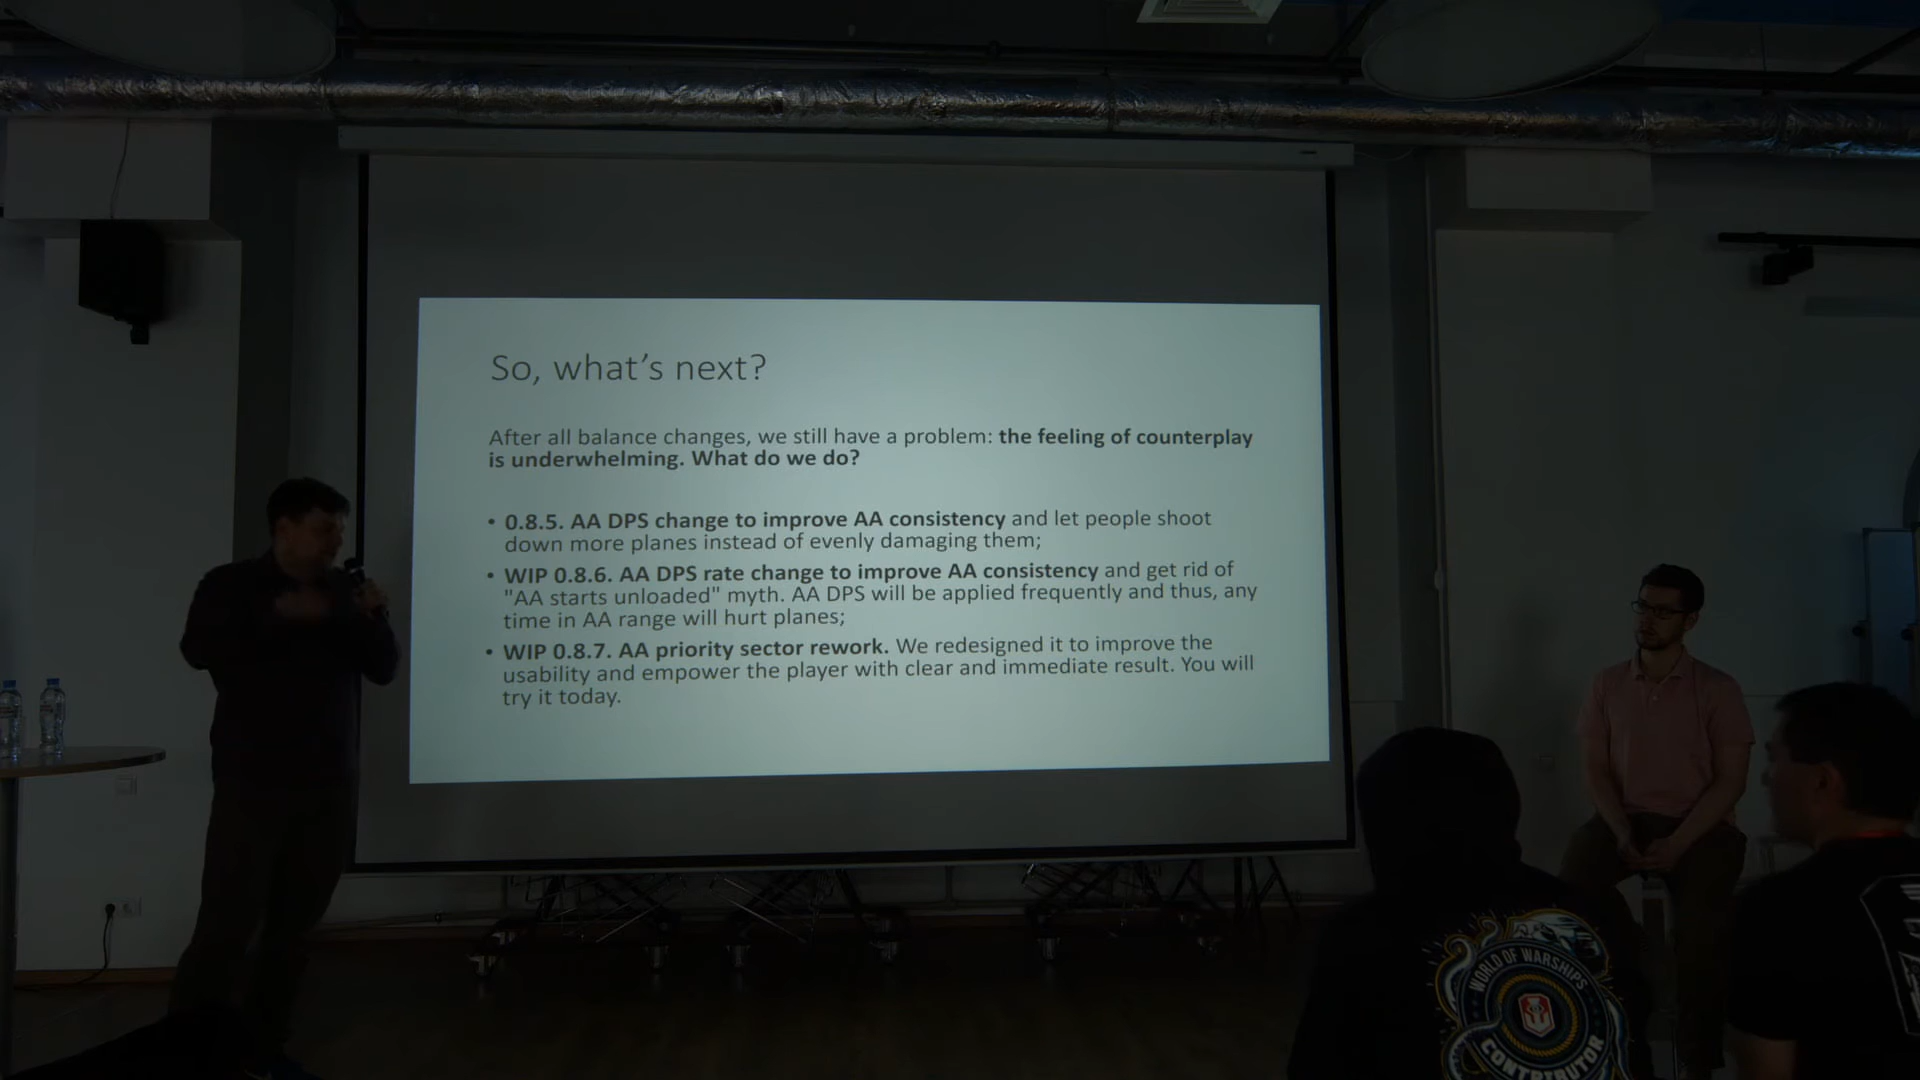 So, what's next?
After all balance changes, we still have a problem: the feeling of counterplay
is underwhelming. What do we do?
• 0.8.5. AA DPS change to improve AA consistency and let people shoot
down more planes instead of evenly damaging them;
• WIP 0.8.6. AA DPS rate change to improve AA consistency and get rid of
"AA starts unloaded" myth. AA DPS will be applied frequently and thus, any
time in AA range will hurt planes;
• WIP 0.8.7. AA priority sector rework. We redesigned it to improve the
usability and empower the player with clear and immediate result. You will
try it today.
WORLD OF WARSHIPS
CONTRIBUTOR